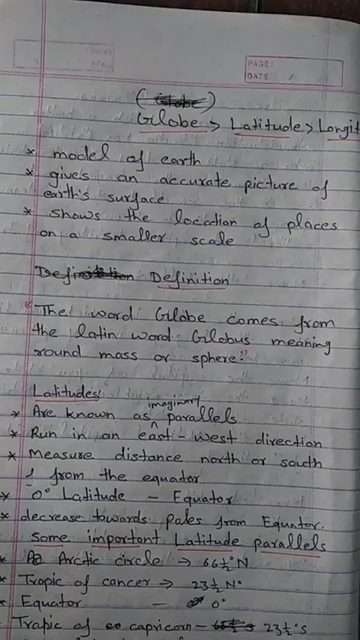 PAGE:
DATE:
(Globe)
Globe > Latitude > Longit
* model of earth
* gives an accurate picture of
earth's surface
* shows the location of places
on a smaller scale
Definition Definition
"The word Globe comes from
the latin word Globus meaning
round mass or sphere."
Latitudes:
* Are known as imaginary parallels
* Run in an east-west direction
* Measure distance north or south
from the equator
* 0° Latitude - Equator
* decrease towards poles from Equator.
some important Latitude parallels
* Arctic circle → 66½°N
* Tropic of cancer → 23½N°
* Equator - 0°
Tropic of capricorn - 23½°s